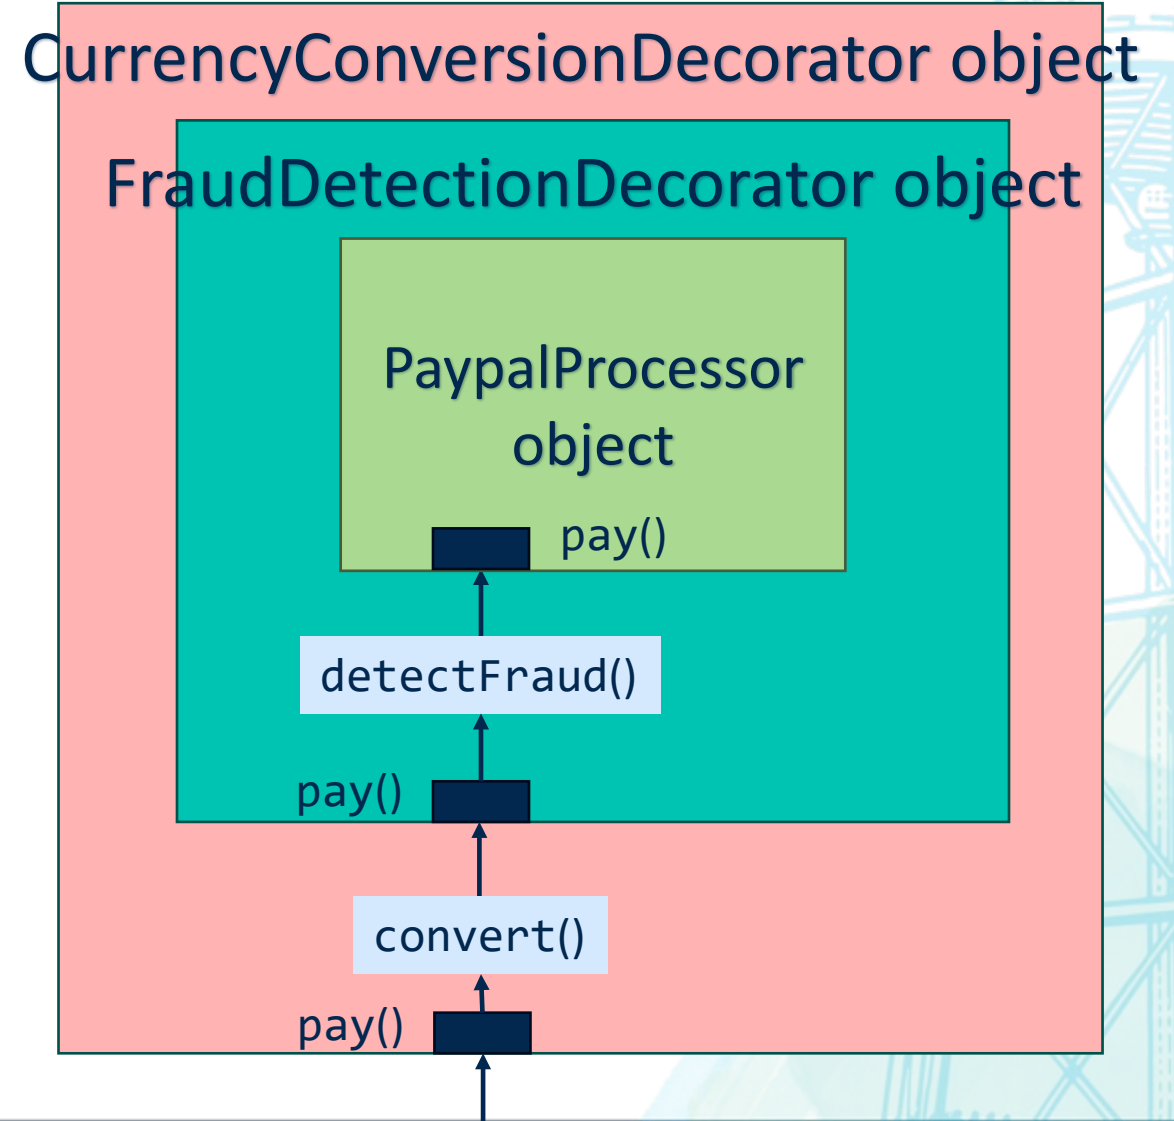 CurrencyConversionDecorator object
FraudDetectionDecorator object
PaypalProcessor
object
pay()
detectFraud()
pay()
convert()
pay()